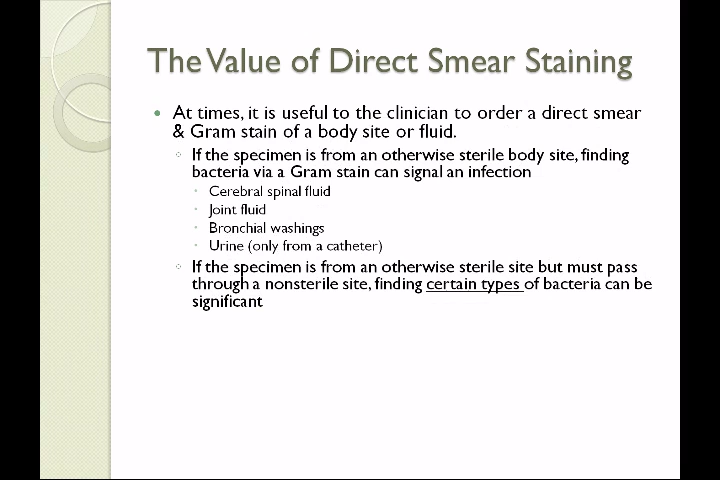 The Value of Direct Smear Staining
At times, it is useful to the clinician to order a direct smear
& Gram stain of a body site or fluid.
If the specimen is from an otherwise sterile body site, finding
bacteria via a Gram stain can signal an infection
Cerebral spinal fluid
Joint fluid
Bronchial washings
Urine (only from a catheter)
If the specimen is from an otherwise sterile site but must pass
through a nonsterile site, finding certain types of bacteria can be
significant